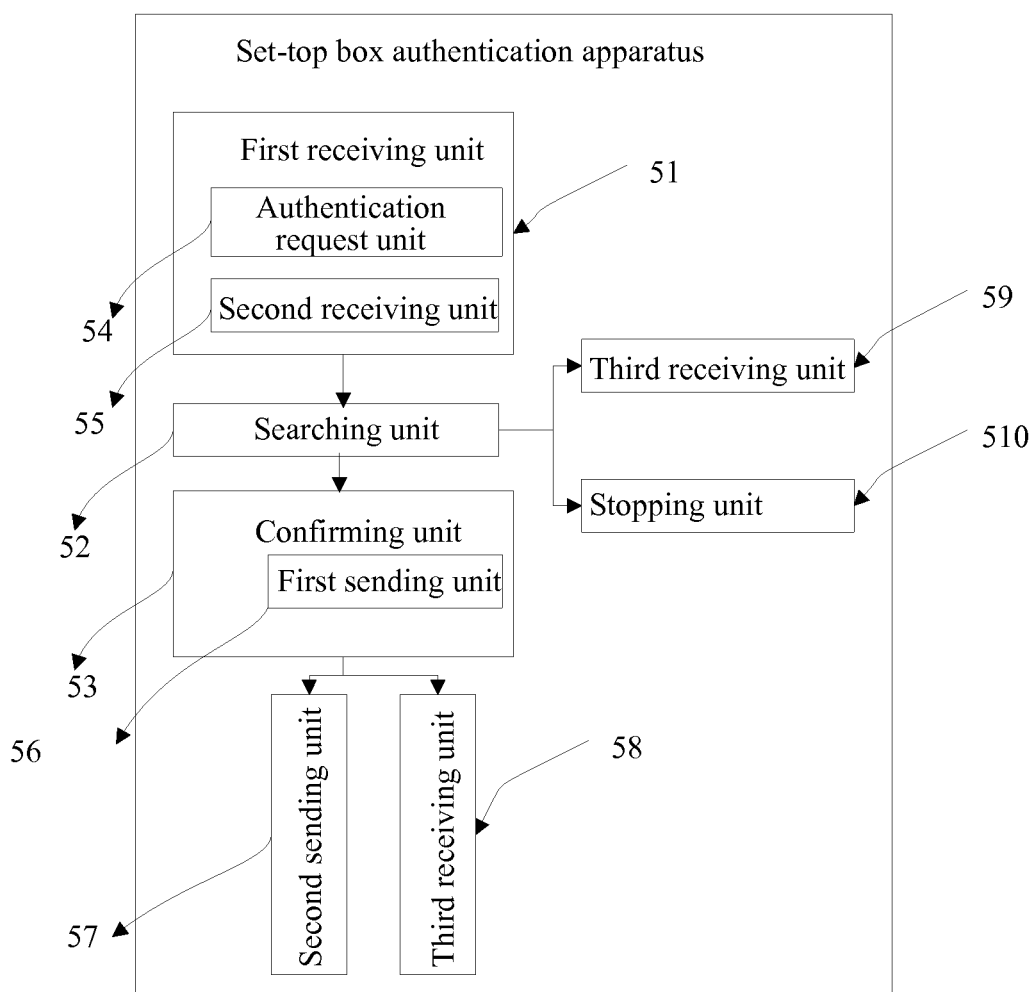 Set-top box authentication apparatus
First receiving unit
51
Authentication
request unit
54
Second receiving unit
59
Third receiving unit
55
Searching unit
510
Stopping unit
52
Confirming unit
First sending unit
53
56
Second sending unit
Third receiving unit
58
57